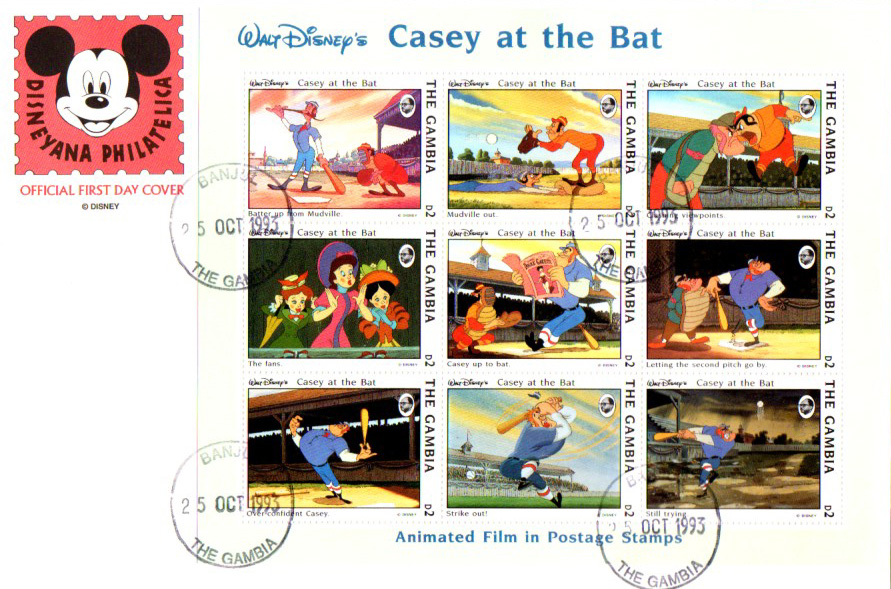 Walt Disney's Casey at the Bat
DISNEYANA PHILATELICA
OFFICIAL FIRST DAY COVER
© DISNEY
Walt Disney's Casey at the Bat
THE GAMBIA
D2
Batter up from Mudville.
© DISNEY
Walt Disney's Casey at the Bat
THE GAMBIA
D2
Mudville out.
© DISNEY
Walt Disney's Casey at the Bat
THE GAMBIA
D2
viewpoints.
© DISNEY
BANJUL
25 OCT 1993
THE GAMBIA
25 OCT 1993
THE GAMBIA
Walt Disney's Casey at the Bat
THE GAMBIA
D2
The fans.
© DISNEY
Walt Disney's Casey at the Bat
THE GAMBIA
D2
Police Gazette
Casey up to bat.
© DISNEY
Walt Disney's Casey at the Bat
THE GAMBIA
D2
Letting the second pitch go by.
© DISNEY
Walt Disney's Casey at the Bat
THE GAMBIA
D2
Over-confident Casey.
© DISNEY
Walt Disney's Casey at the Bat
THE GAMBIA
D2
Strike out!
© DISNEY
Walt Disney's Casey at the Bat
THE GAMBIA
D2
Still trying.
© DISNEY
BANJUL
25 OCT 1993
THE GAMBIA
25 OCT 1993
THE GAMBIA
Animated Film in Postage Stamps